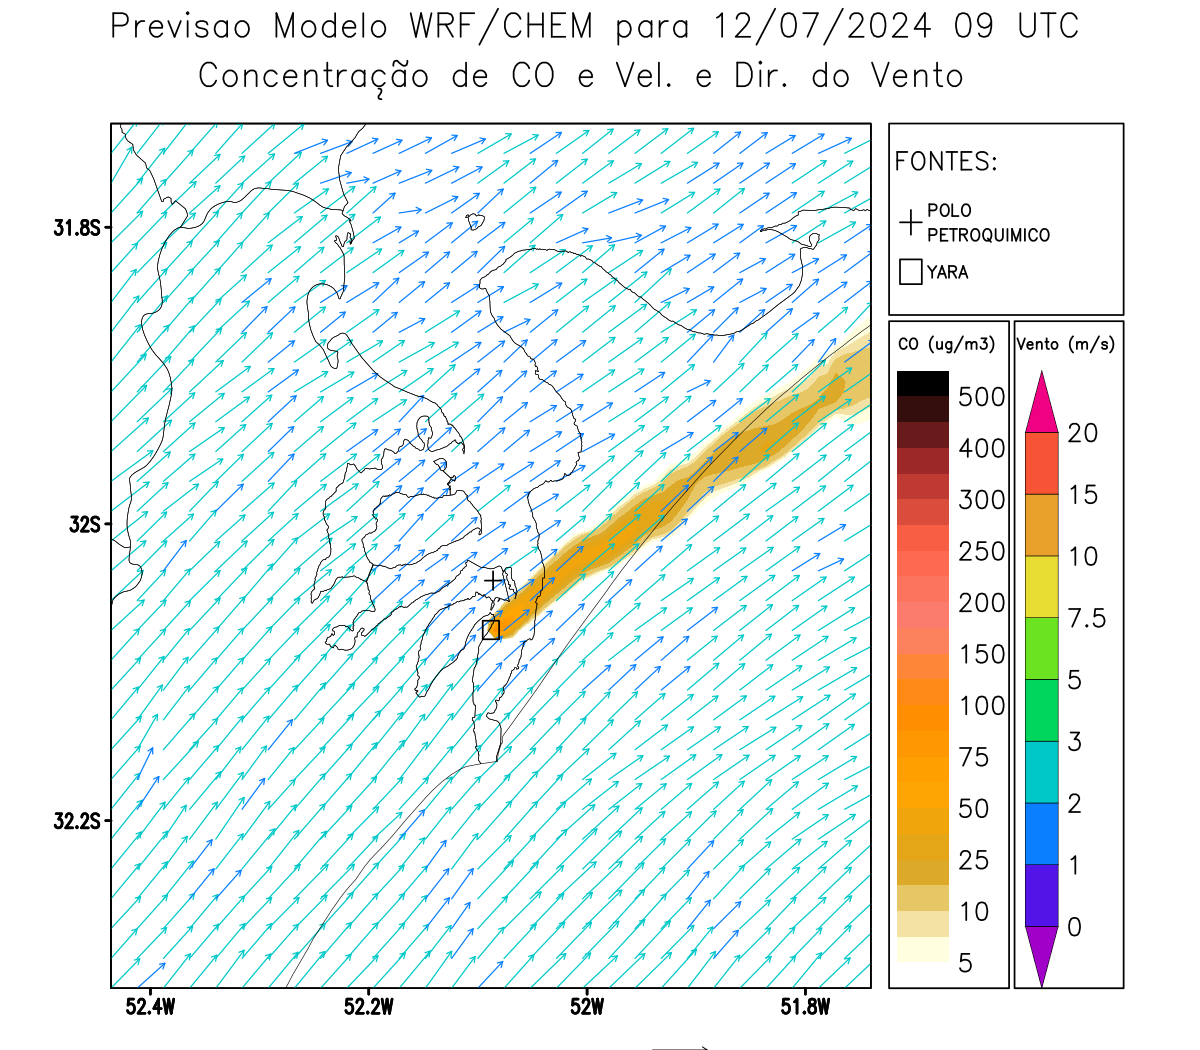 Previsao Modelo WRF/CHEM para 12/07/2024 09 UTC
Concentração de CO e Vel. e Dir. do Vento
FONTES:
POLO
PETROQUIMICO
YARA
31.8S
32S
32.2S
52.4W
52.2W
52W
51.8W
CO (ug/m3)
500
400
300
250
200
150
100
75
50
25
10
5
Vento (m/s)
20
15
10
7.5
5
3
2
1
0